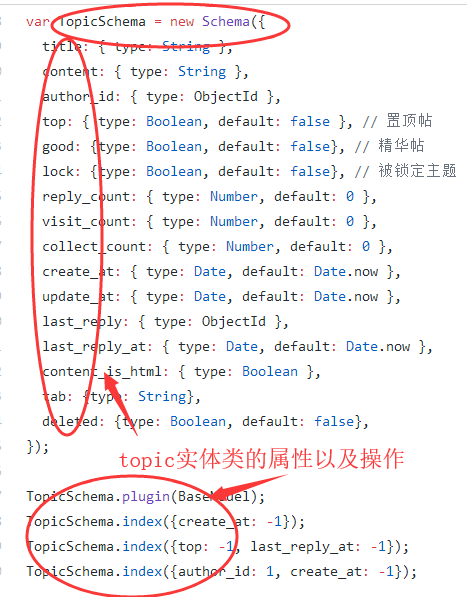 var TopicSchema = new Schema({
title: { type: String },
content: { type: String },
author_id: { type: ObjectId },
top: { type: Boolean, default: false }, // 置顶帖
good: {type: Boolean, default: false}, // 精华帖
lock: {type: Boolean, default: false}, // 被锁定主题
reply_count: { type: Number, default: 0 },
visit_count: { type: Number, default: 0 },
collect_count: { type: Number, default: 0 },
create_at: { type: Date, default: Date.now },
update_at: { type: Date, default: Date.now },
last_reply: { type: ObjectId },
last_reply_at: { type: Date, default: Date.now },
content_is_html: { type: Boolean },
tab: {type: String},
deleted: {type: Boolean, default: false},
});
topic实体类的属性以及操作
TopicSchema.plugin(BaseModel);
TopicSchema.index({create_at: -1});
TopicSchema.index({top: -1, last_reply_at: -1});
TopicSchema.index({author_id: 1, create_at: -1});